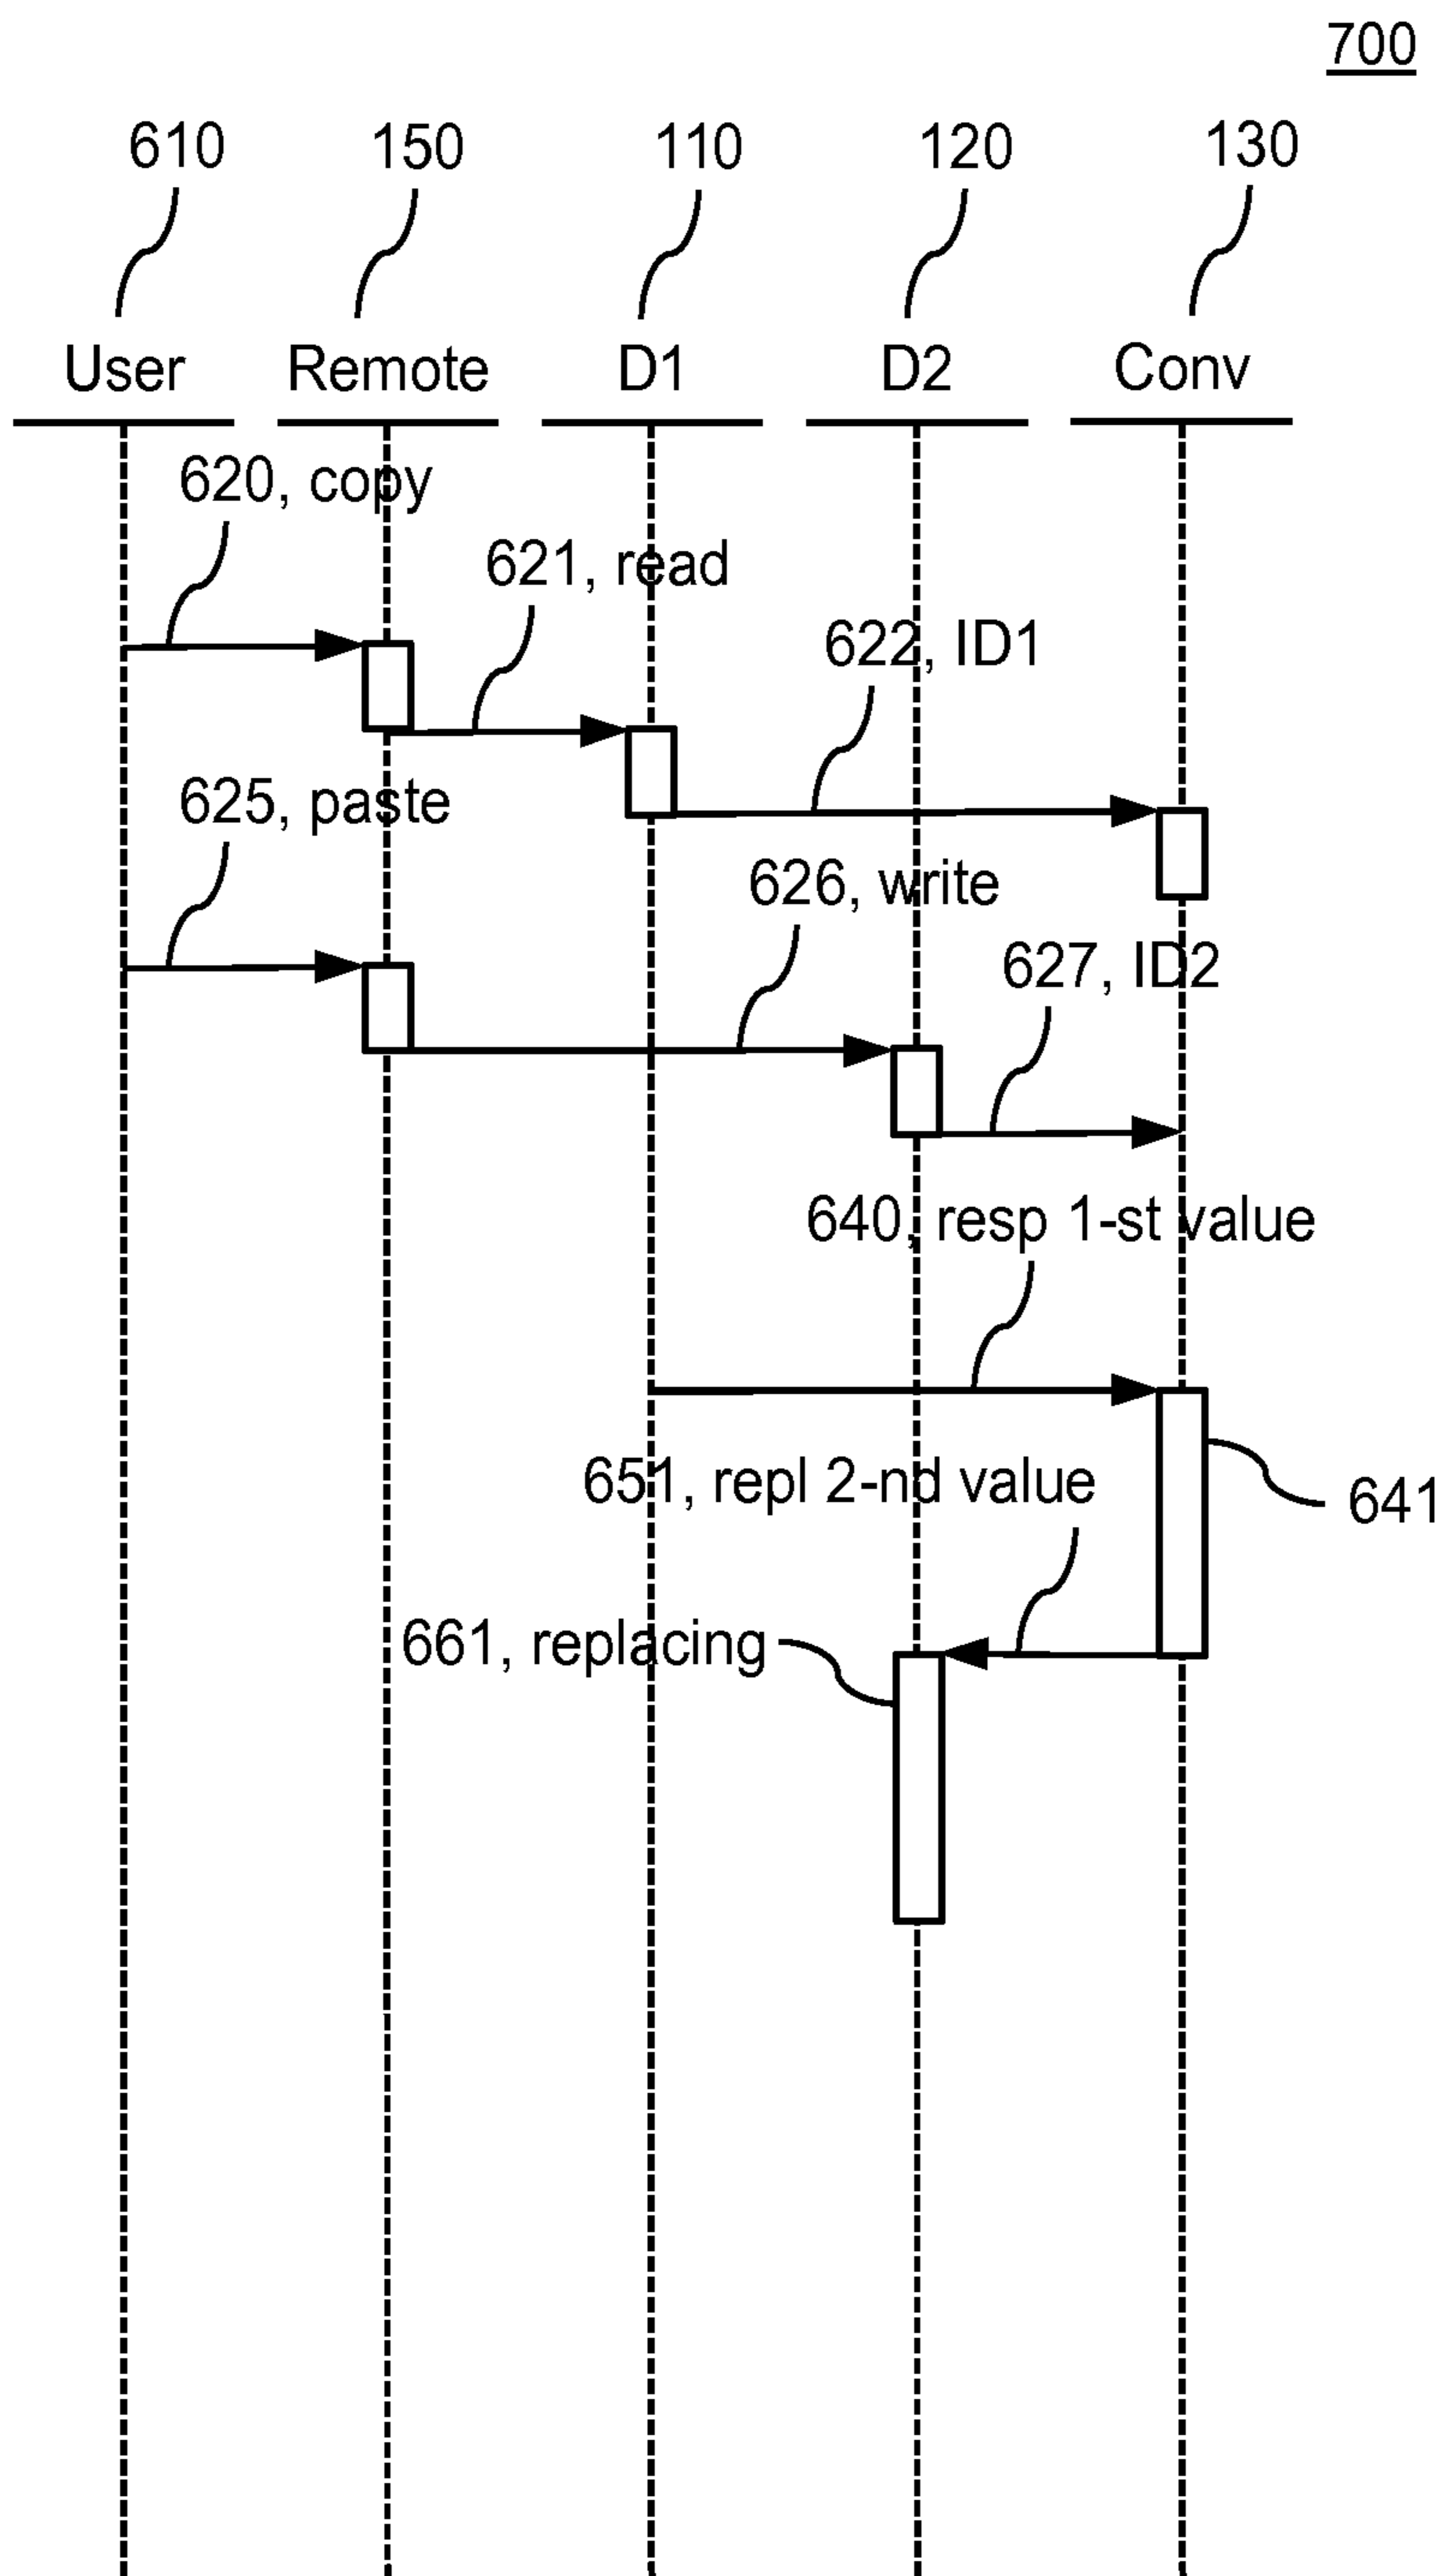 700
610 150 110 120 130
User Remote D1 D2 Conv
620, copy
621, read
622, ID1
625, paste
626, write
627, ID2
640, resp 1-st value
651, repl 2-nd value
641
661, replacing